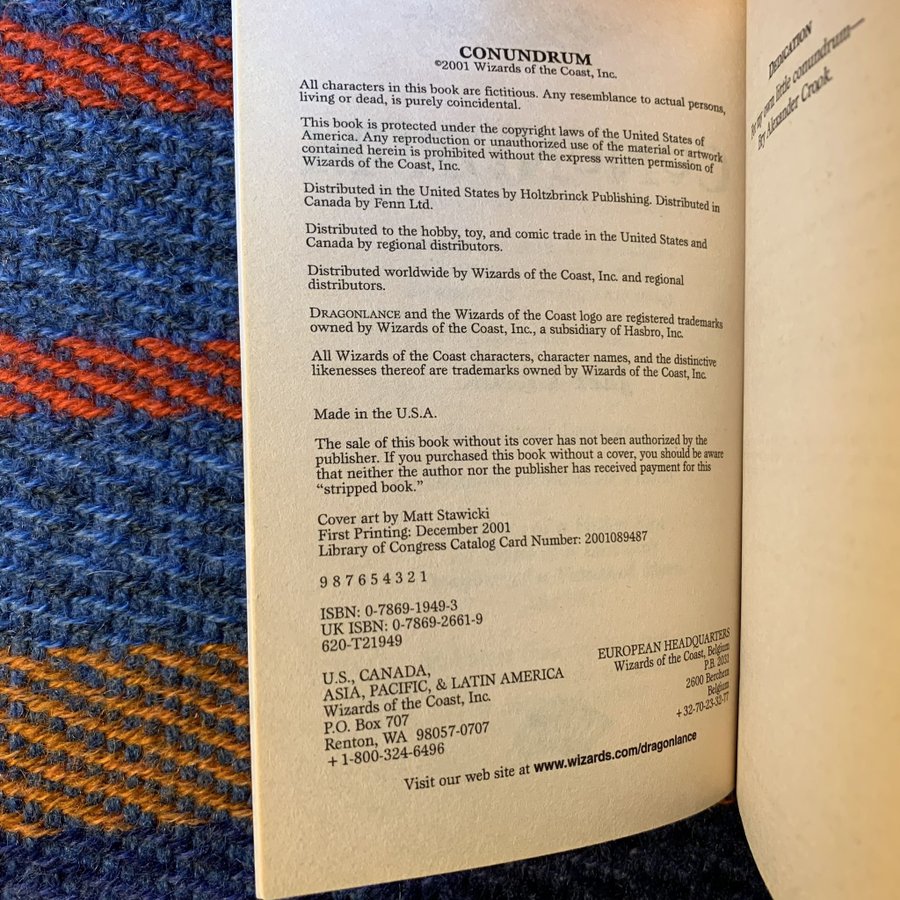 CONUNDRUM
©2001 Wizards of the Coast, Inc.
All characters in this book are fictitious. Any resemblance to actual persons,
living or dead, is purely coincidental.
This book is protected under the copyright laws of the United States of
America. Any reproduction or unauthorized use of the material or artwork
contained herein is prohibited without the express written permission of
Wizards of the Coast, Inc.
Distributed in the United States by Holtzbrinck Publishing. Distributed in
Canada by Fenn Ltd.
Distributed to the hobby, toy, and comic trade in the United States and
Canada by regional distributors.
Distributed worldwide by Wizards of the Coast, Inc. and regional
distributors.
DRAGONLANCE and the Wizards of the Coast logo are registered trademarks
owned by Wizards of the Coast, Inc., a subsidiary of Hasbro, Inc.
All Wizards of the Coast characters, character names, and the distinctive
likenesses thereof are trademarks owned by Wizards of the Coast, Inc.
Made in the U.S.A.
The sale of this book without its cover has not been authorized by the
publisher. If you purchased this book without a cover, you should be aware
that neither the author nor the publisher has received payment for this
“stripped book.”
Cover art by Matt Stawicki
First Printing: December 2001
Library of Congress Catalog Card Number: 2001089487
9 8 7 6 5 4 3 2 1
ISBN: 0-7869-1949-3
UK ISBN: 0-7869-2661-9
620-T21949
U.S., CANADA,
ASIA, PACIFIC, & LATIN AMERICA
Wizards of the Coast, Inc.
P.O. Box 707
Renton, WA 98057-0707
+1-800-324-6496
EUROPEAN HEADQUARTERS
Wizards of the Coast, Belgium
P.B. 2031
2600 Berchem
Belgium
+32-70-23-32-77
Visit our web site at www.wizards.com/dragonlance
DEDICATION
my own little conundrum—
Bry Alexander Crook.